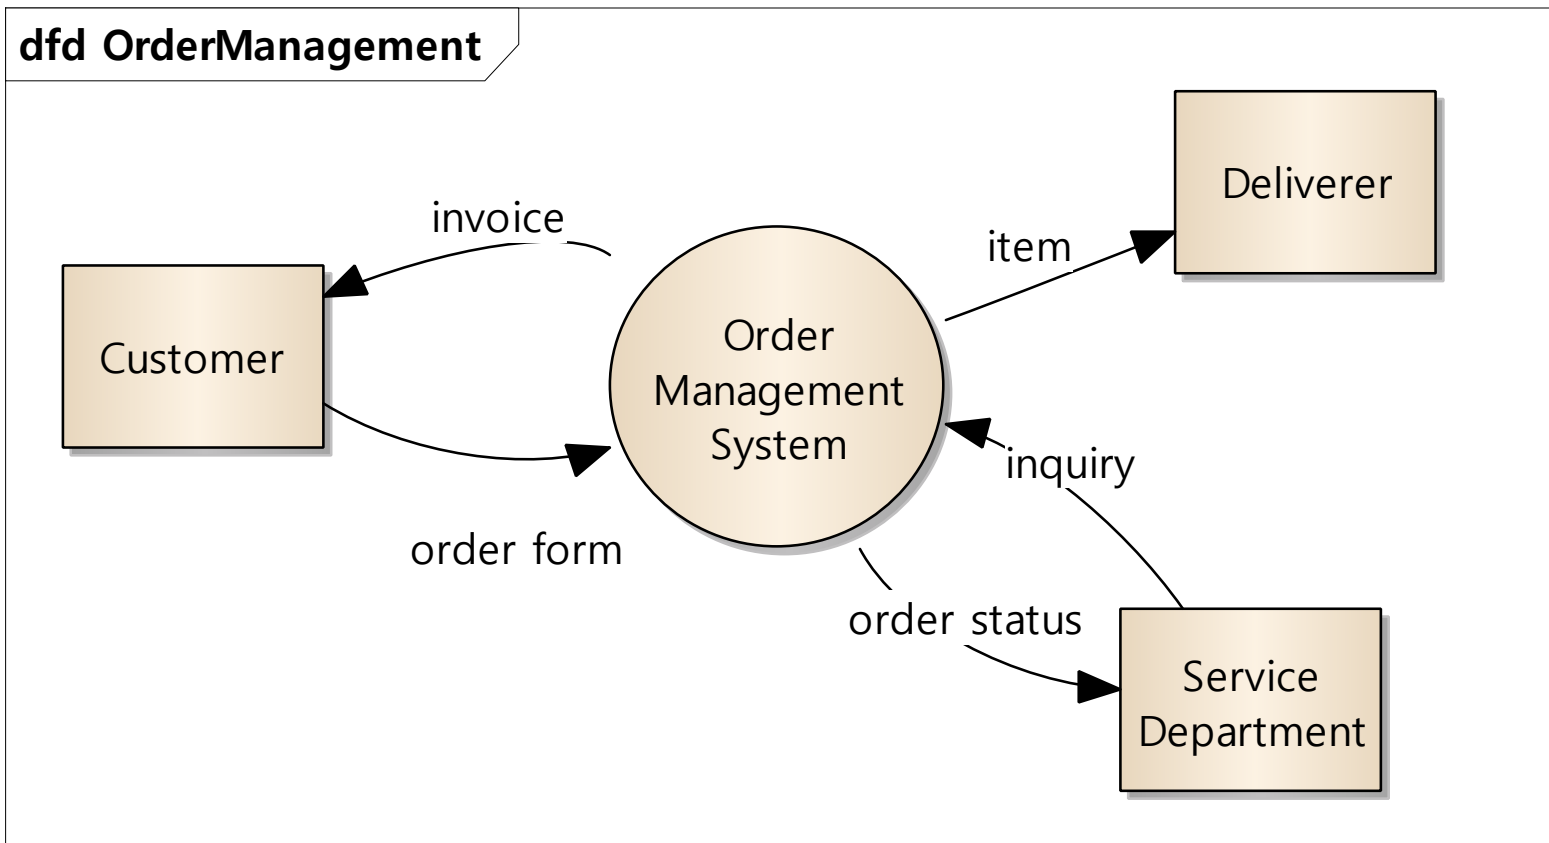 dfd OrderManagement
invoice
Customer
order form
Order
Management
System
item
Deliverer
inquiry
order status
Service
Department